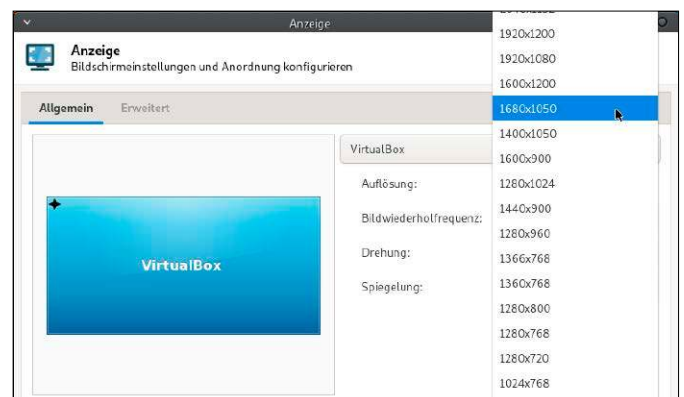 Anzeige
Anzeige
Bildschirmeinstellungen und Anordnung konfigurieren
Allgemein Erweitert
VirtualBox
VirtualBox
Auflösung:
Bildwiederholfrequenz:
Drehung:
Spiegelung:
1920x1200
1920x1080
1600x1200
1680x1050
1400x1050
1600x900
1280x1024
1440x900
1280x960
1366x768
1360x768
1280x800
1280x768
1280x720
1024x768